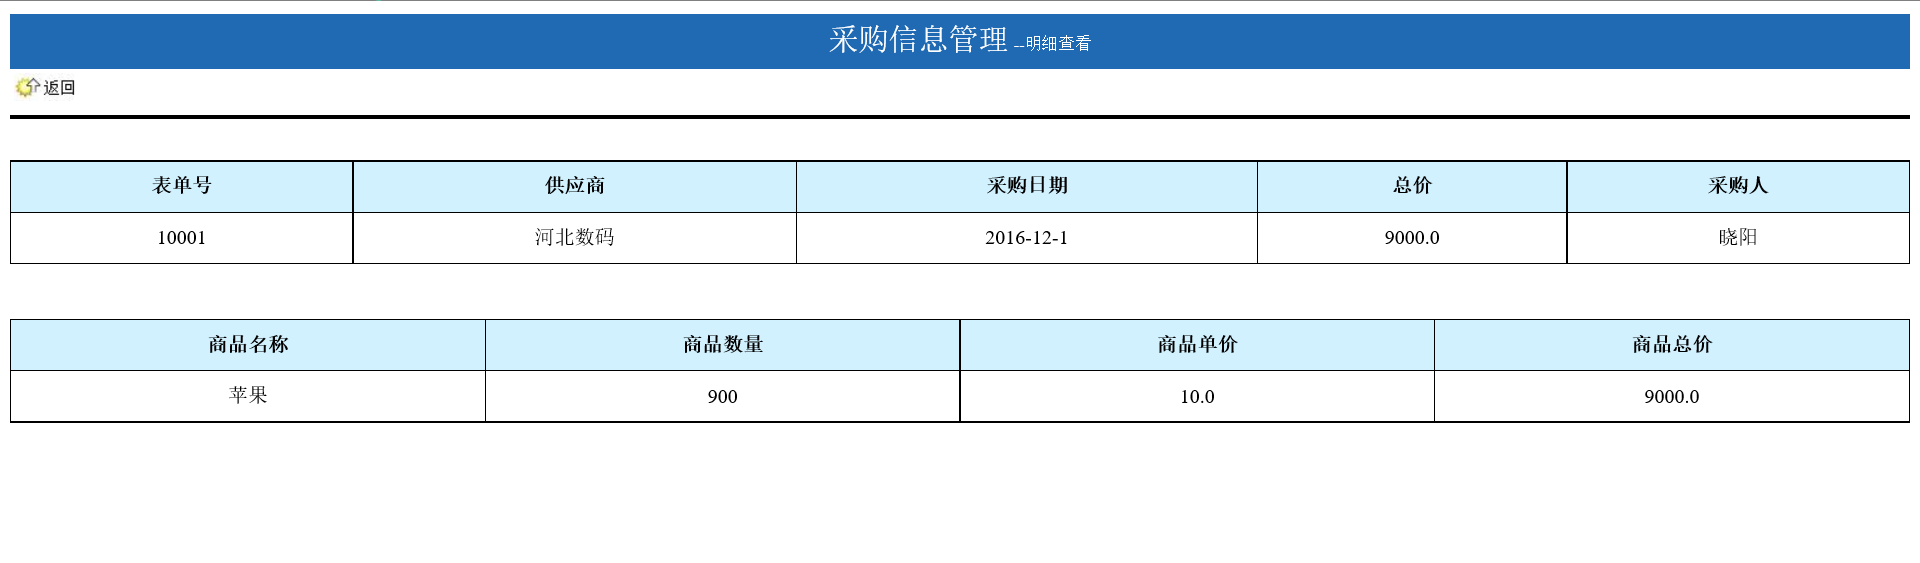 采购信息管理 --明细查看
返回
表单号 供应商 采购日期 总价 采购人
10001 河北数码 2016-12-1 9000.0 晓阳
商品名称 商品数量 商品单价 商品总价
苹果 900 10.0 9000.0